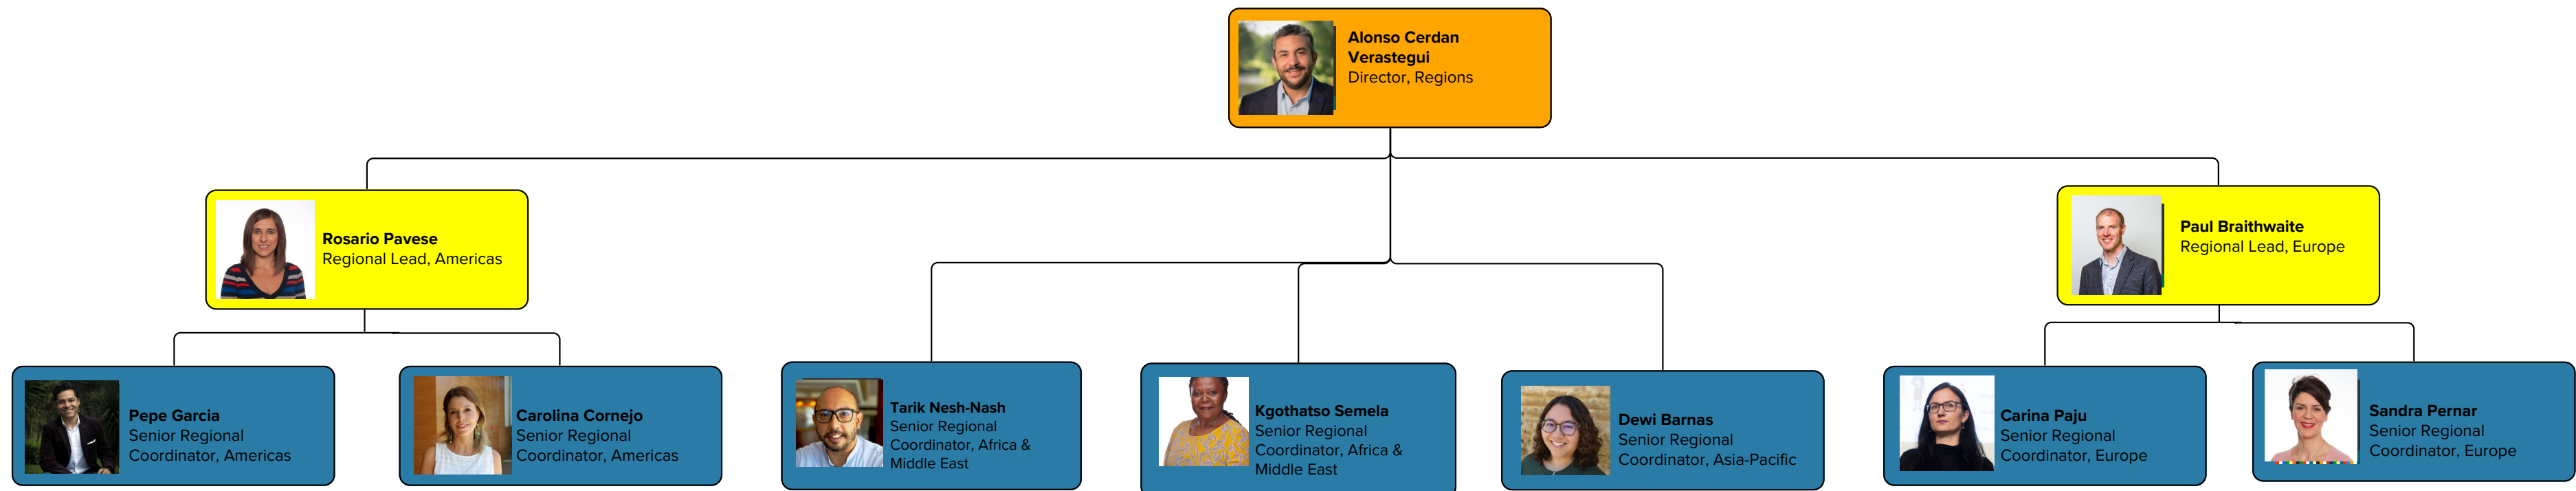 Alonso Cerdan
Verastegui
Director, Regions
Rosario Pavese
Regional Lead, Americas
Paul Braithwaite
Regional Lead, Europe
Pepe Garcia
Senior Regional
Coordinator, Americas
Carolina Cornejo
Senior Regional
Coordinator, Americas
Tarik Nesh-Nash
Senior Regional
Coordinator, Africa &
Middle East
Kgothatso Semela
Senior Regional
Coordinator, Africa &
Middle East
Dewi Barnas
Senior Regional
Coordinator, Asia-Pacific
Carina Paju
Senior Regional
Coordinator, Europe
Sandra Pernar
Senior Regional
Coordinator, Europe